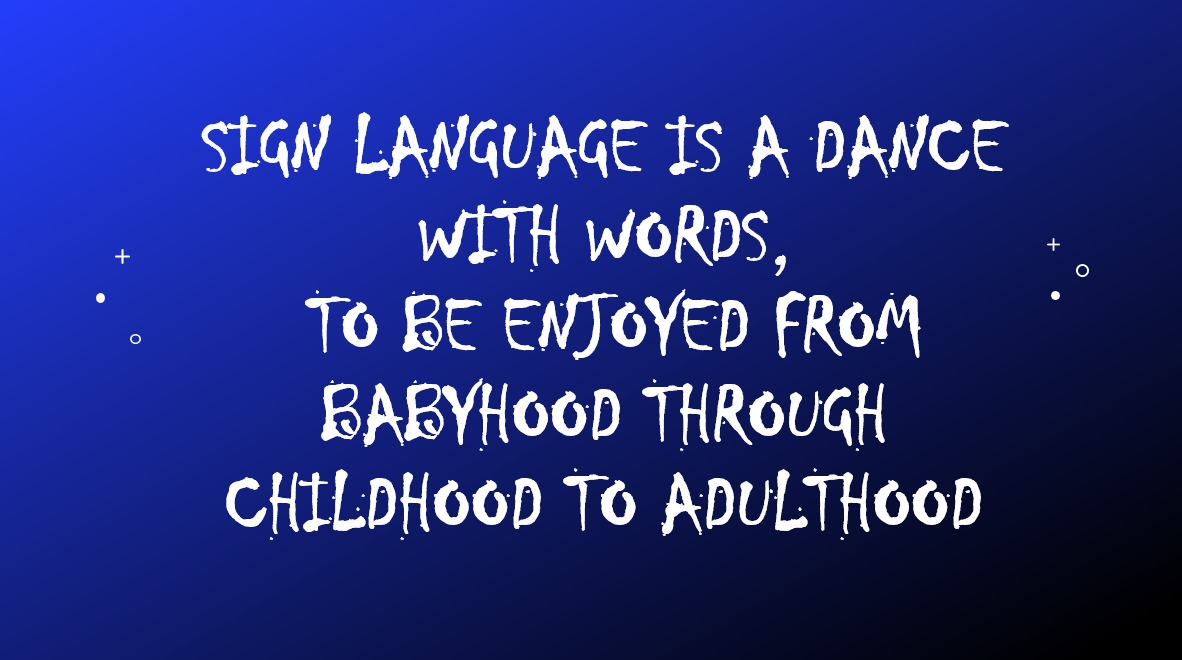 SIGN LANGUAGE IS A DANCE
WITH WORDS,
TO BE ENJOYED FROM
BABYHOOD THROUGH
CHILDHOOD TO ADULTHOOD